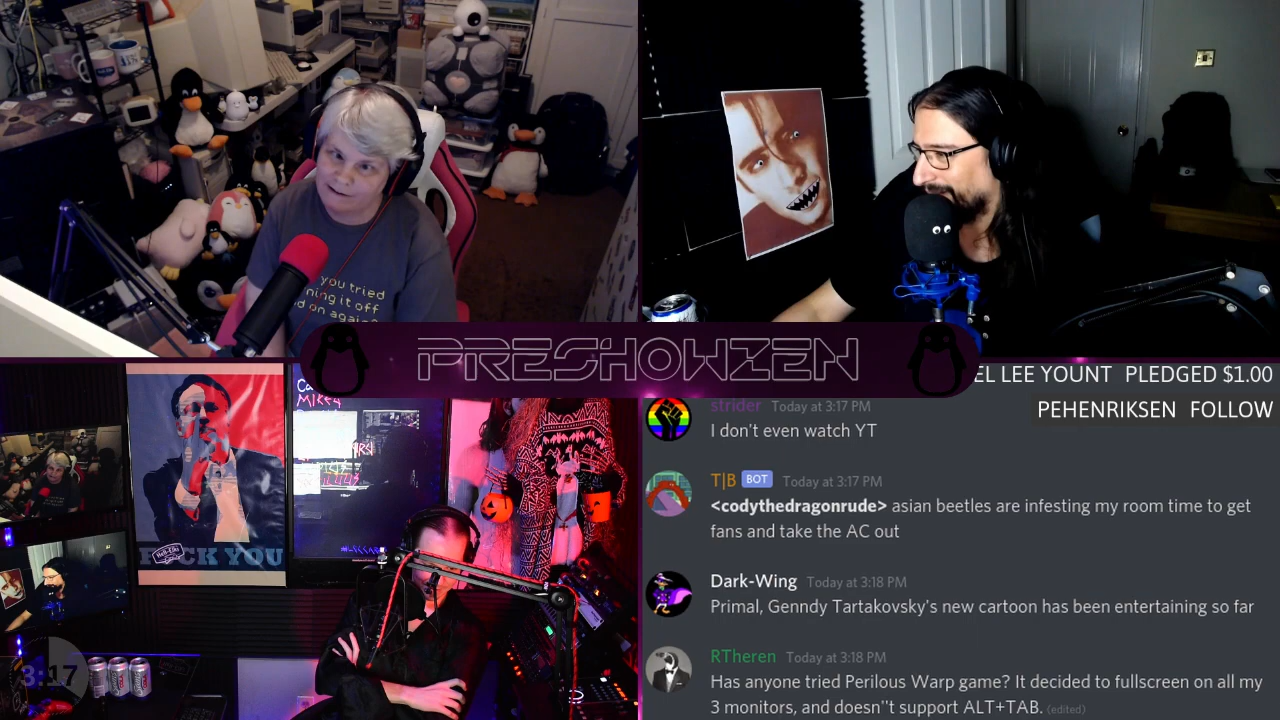 you tried
ning it off
d on again
PRESHOWZEN
EL LEE YOUNT PLEDGED $1.00
PEHENRIKSEN FOLLOW
strider Today at 3:17 PM
I don't even watch YT
T|B BOT Today at 3:17 PM
<codythedragonrude> asian beetles are infesting my room time to get
fans and take the AC out
Dark-Wing Today at 3:18 PM
Primal, Genndy Tartakovsky's new cartoon has been entertaining so far
RTheren Today at 3:18 PM
Has anyone tried Perilous Warp game? It decided to fullscreen on all my
3 monitors, and doesn''t support ALT+TAB. (edited)
CK YOU
3:17